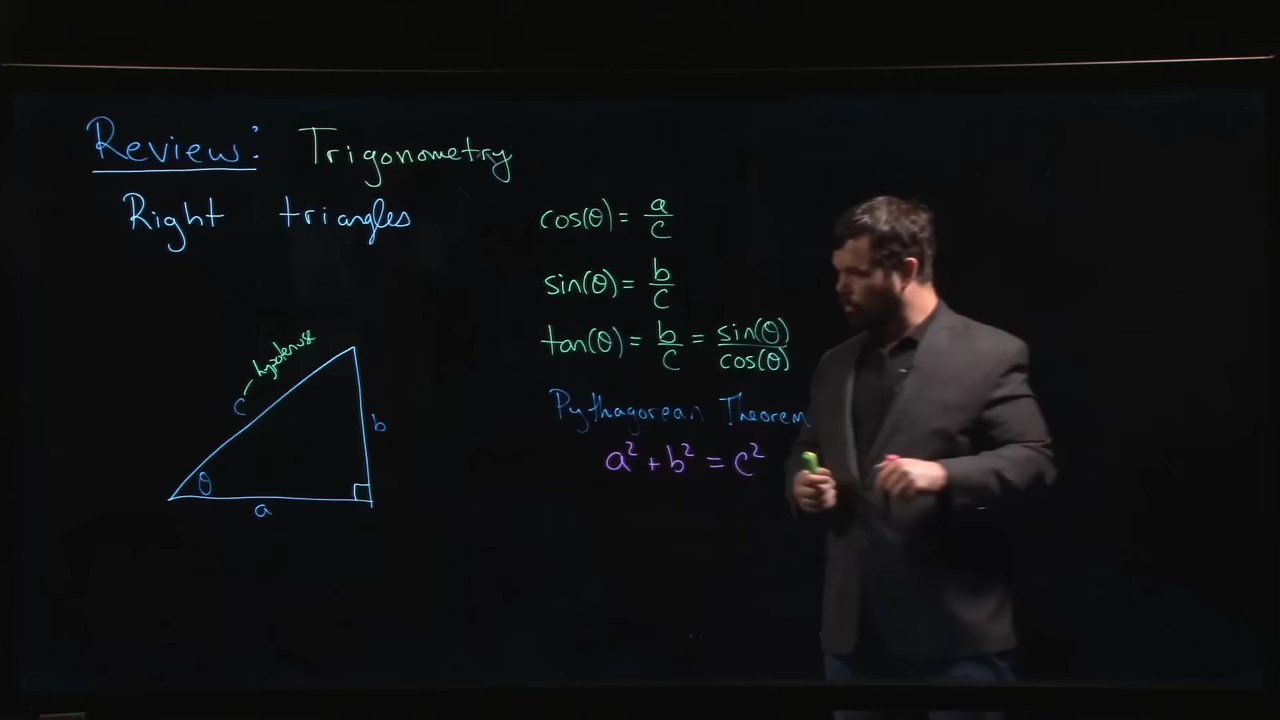 Review: Trigonometry
Right triangles
cos(θ) = a/c
sin(θ) = b/c
tan(θ) = b/c = sin(θ)/cos(θ)
Pythagorean Theorem
a² + b² = c²
c – hypotenuse
b
θ
a